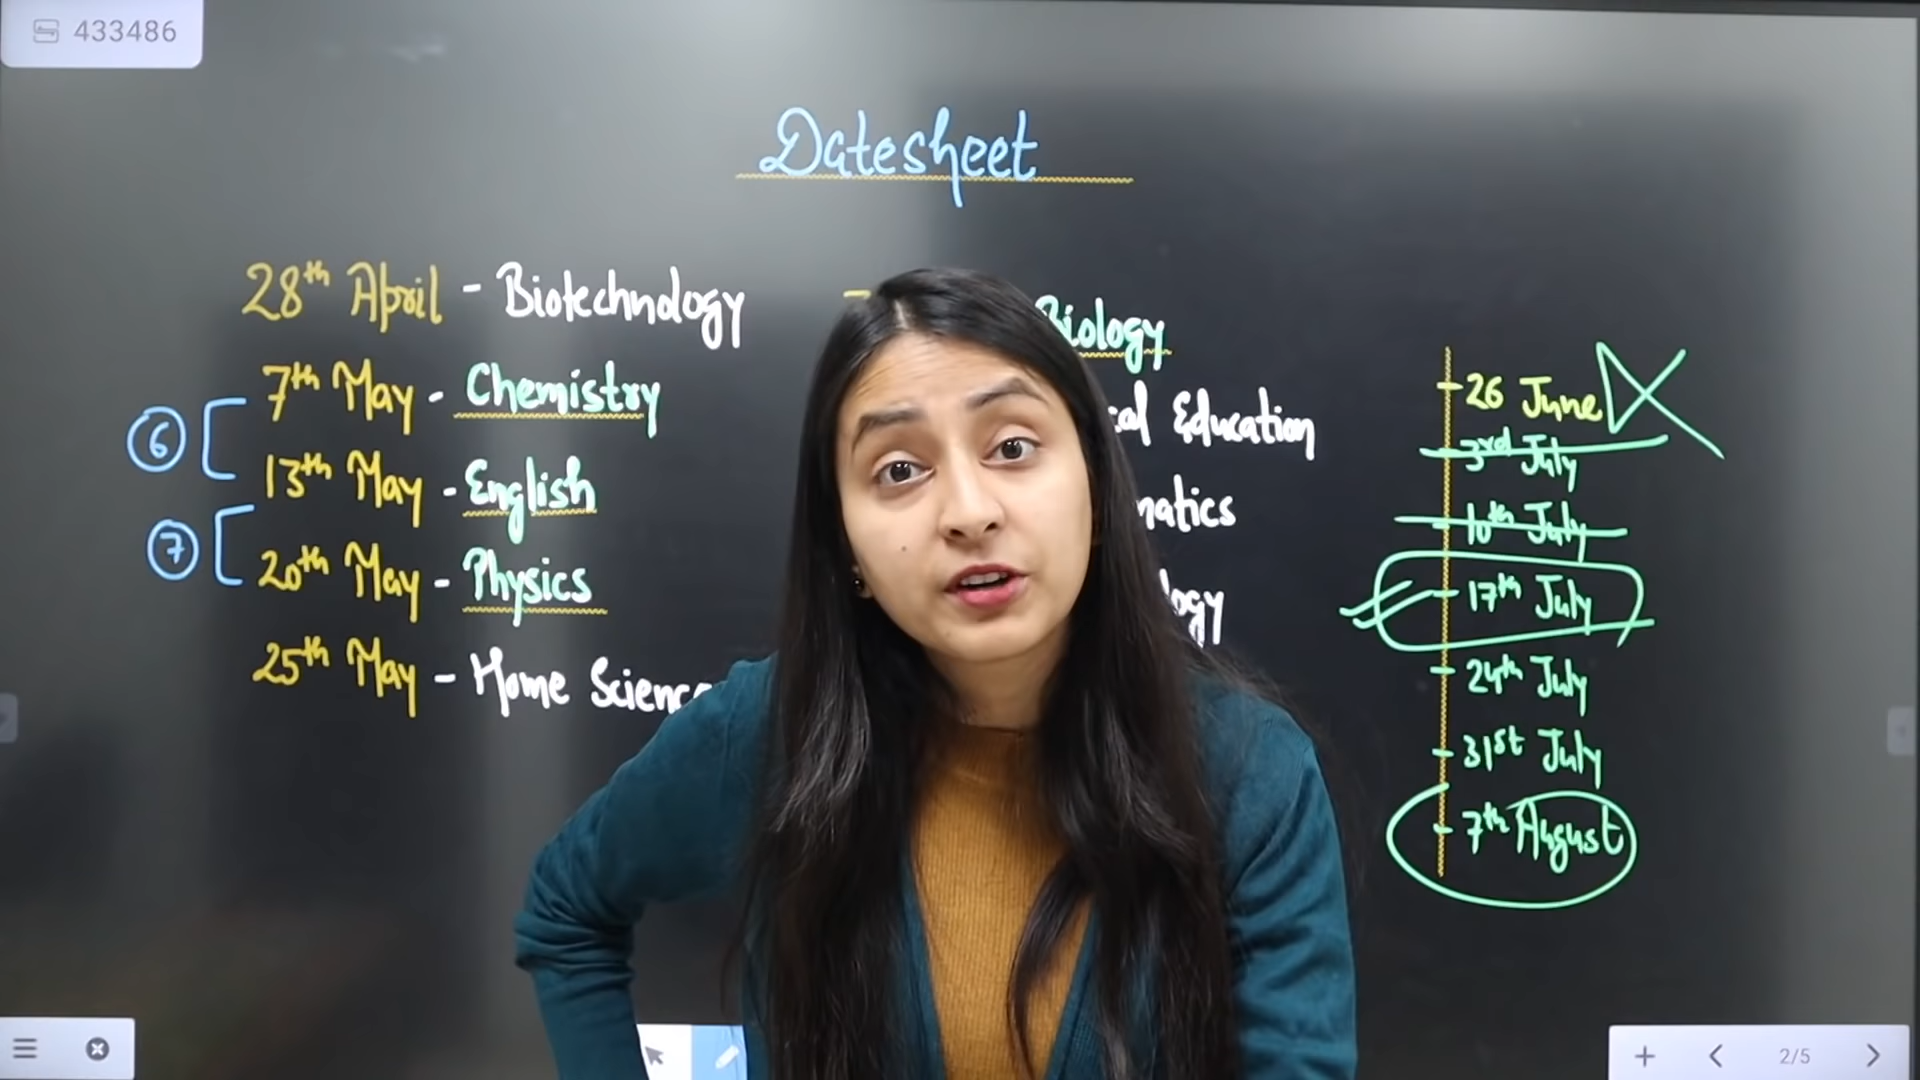 433486
Datesheet
28th April - Biotechnology
7th May - Chemistry
13th May - English
20th May - Physics
25th May - Home Science
6
7
Biology
Education
26 June
3rd July
10th July
17th July
24th July
31st July
7th August
2/5